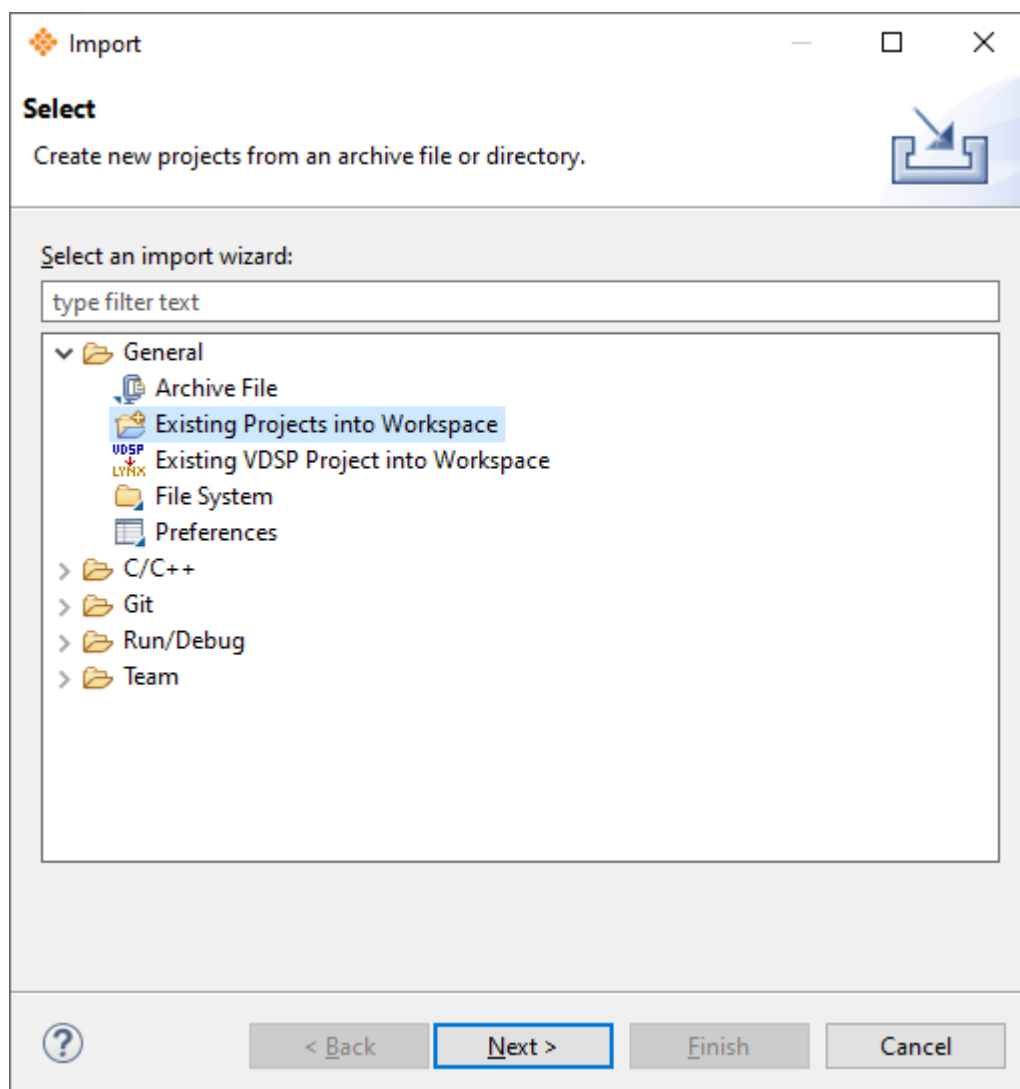 Import
Select
Create new projects from an archive file or directory.
Select an import wizard:
type filter text
General
Archive File
Existing Projects into Workspace
VDSP LYNX Existing VDSP Project into Workspace
File System
Preferences
C/C++
Git
Run/Debug
Team
? < Back Next > Finish Cancel